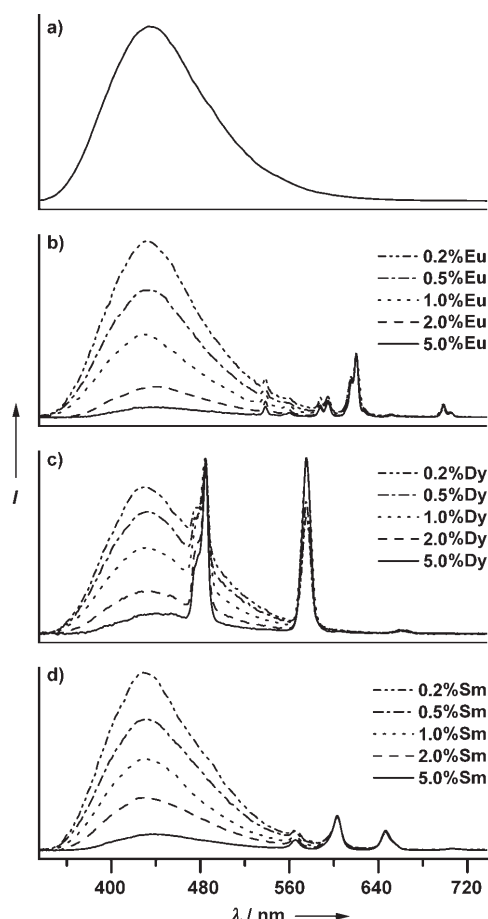 a)
b)
0.2%Eu
0.5%Eu
1.0%Eu
2.0%Eu
5.0%Eu
c)
0.2%Dy
0.5%Dy
1.0%Dy
2.0%Dy
5.0%Dy
I
d)
0.2%Sm
0.5%Sm
1.0%Sm
2.0%Sm
5.0%Sm
400 480 560 640 720
λ / nm